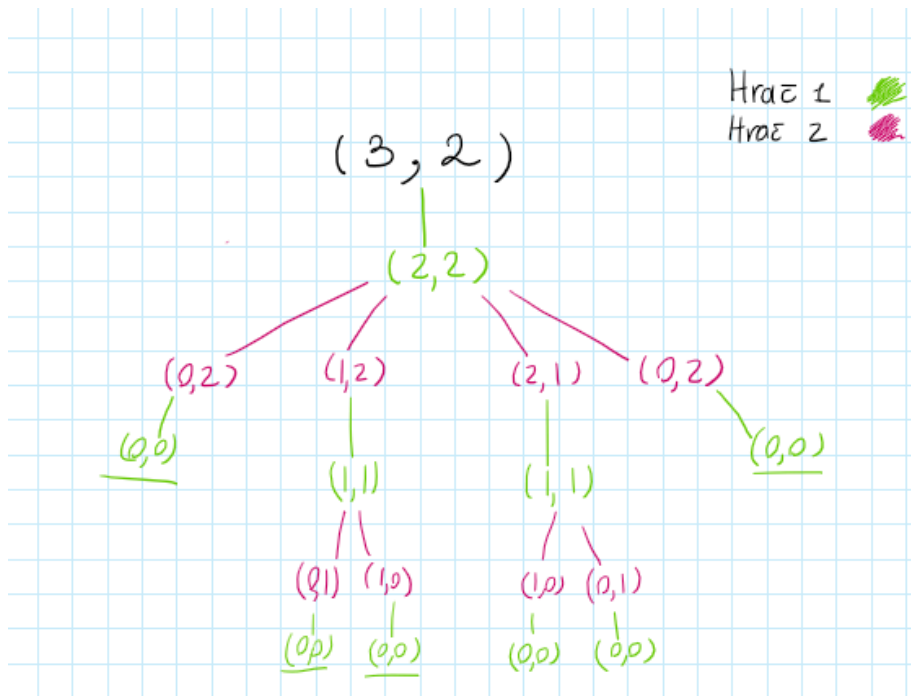 Hráč 1
Hráč 2
(3,2)
(2,2)
(0,2) (1,2) (2,1) (0,2)
(0,0) (1,1) (1,1) (0,0)
(0,1) (1,0) (1,0) (0,1)
(0,0) (0,0) (0,0) (0,0)